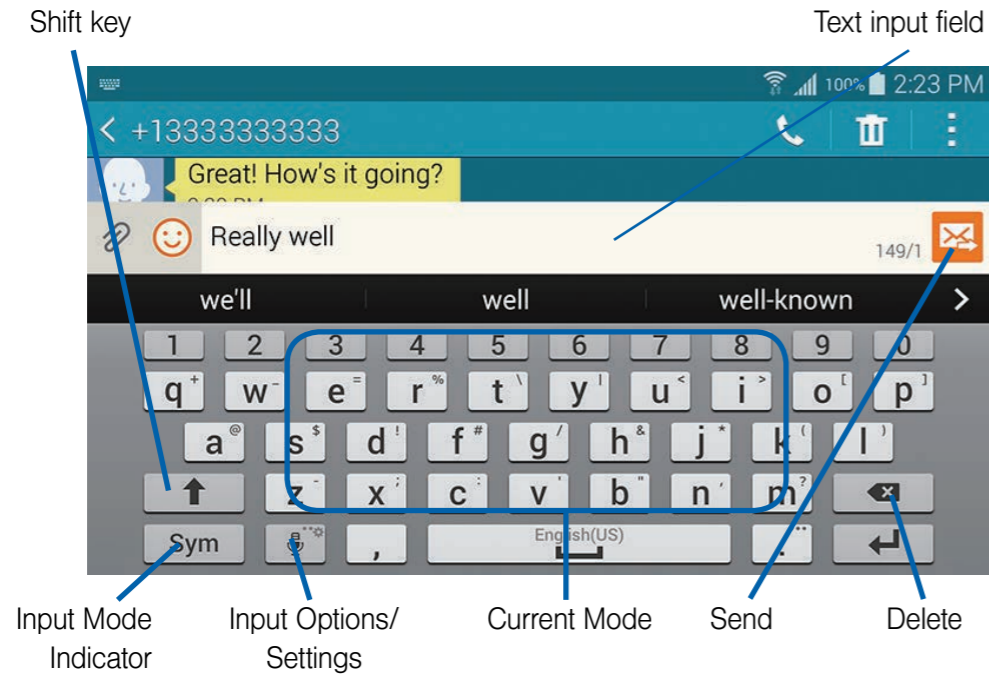 Shift key
Text input field
100% 2:23 PM
+13333333333
Great! How's it going?
Really well
149/1
we'll well well-known >
1 2 3 4 5 6 7 8 9 0
q + w - e = r % t \ y | u < i > o [ p ]
a @ s $ d ! f # g / h & j * k ( l )
z - x ; c : v ' b " n ' m ?
Sym , English(US) .
Input Mode Indicator
Input Options/ Settings
Current Mode
Send
Delete